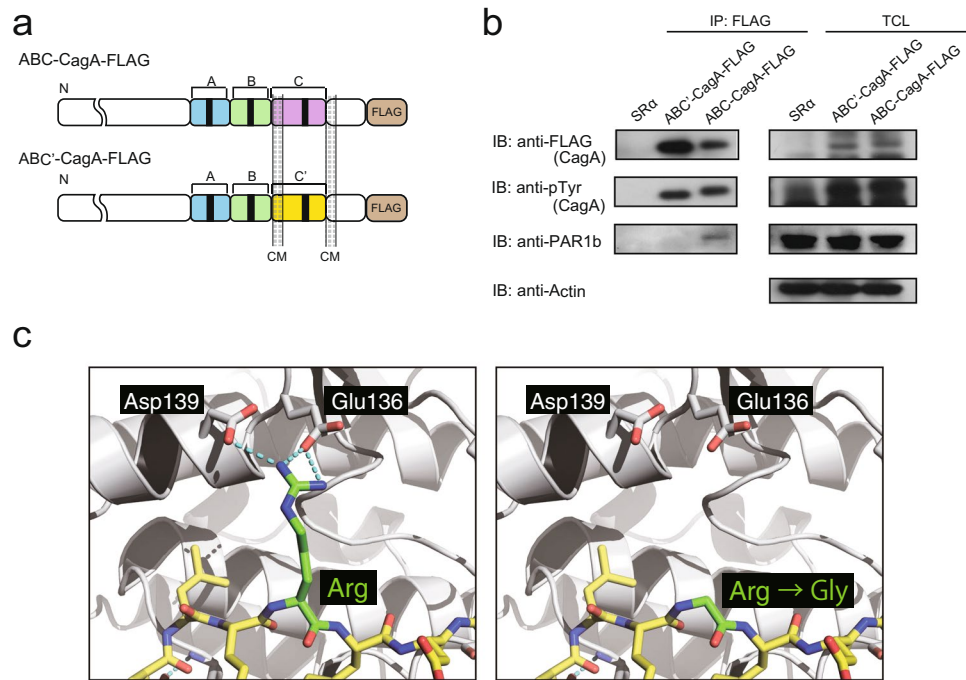 a
ABC-CagA-FLAG
N
A
B
C
FLAG
ABC'-CagA-FLAG
N
A
B
C'
FLAG
CM
CM
b
IP: FLAG
TCL
SRα
ABC'-CagA-FLAG
ABC-CagA-FLAG
SRα
ABC'-CagA-FLAG
ABC-CagA-FLAG
IB: anti-FLAG
(CagA)
IB: anti-pTyr
(CagA)
IB: anti-PAR1b
IB: anti-Actin
c
Asp139
Glu136
Arg
Asp139
Glu136
Arg → Gly